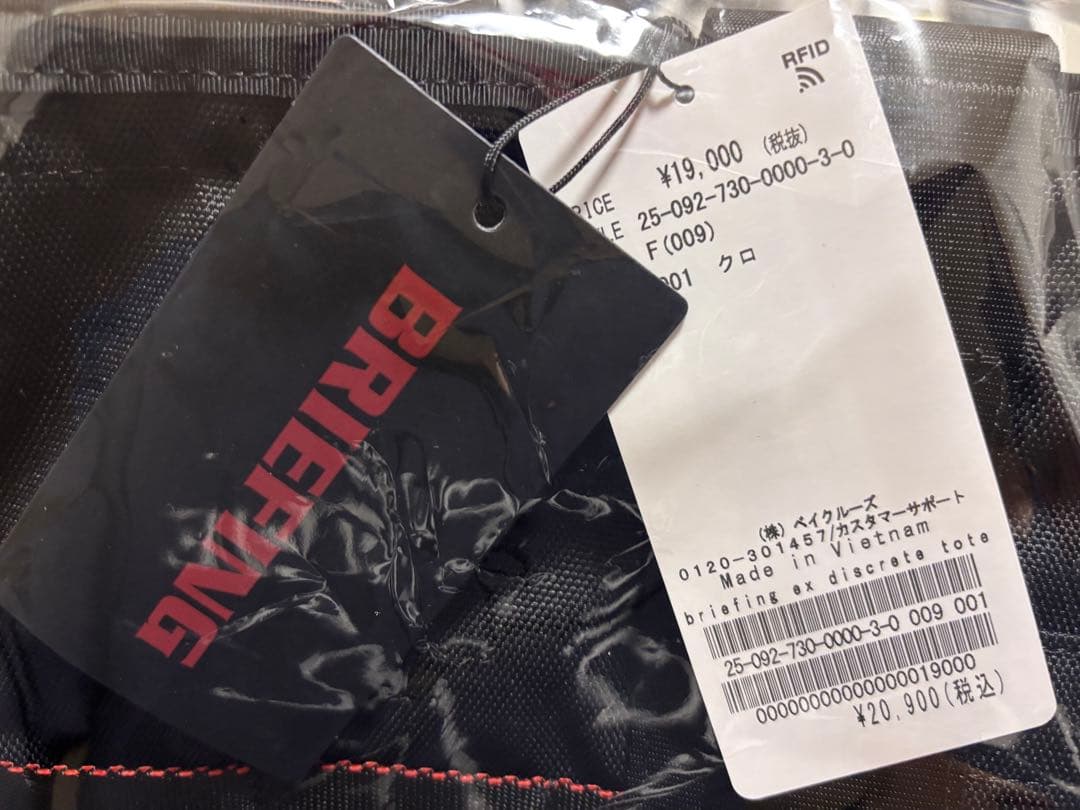 BRIEFING
RFID
¥19,000 (税抜)
RICE
LE 25-092-730-0000-3-0
F(009)
001 クロ
(株) ベイクルーズ
0120-301457/カスタマーサポート
Made in Vietnam
briefing ex discrete tote
25-092-730-0000-3-0 009 001
0000000000000019000
¥20,900(税込)